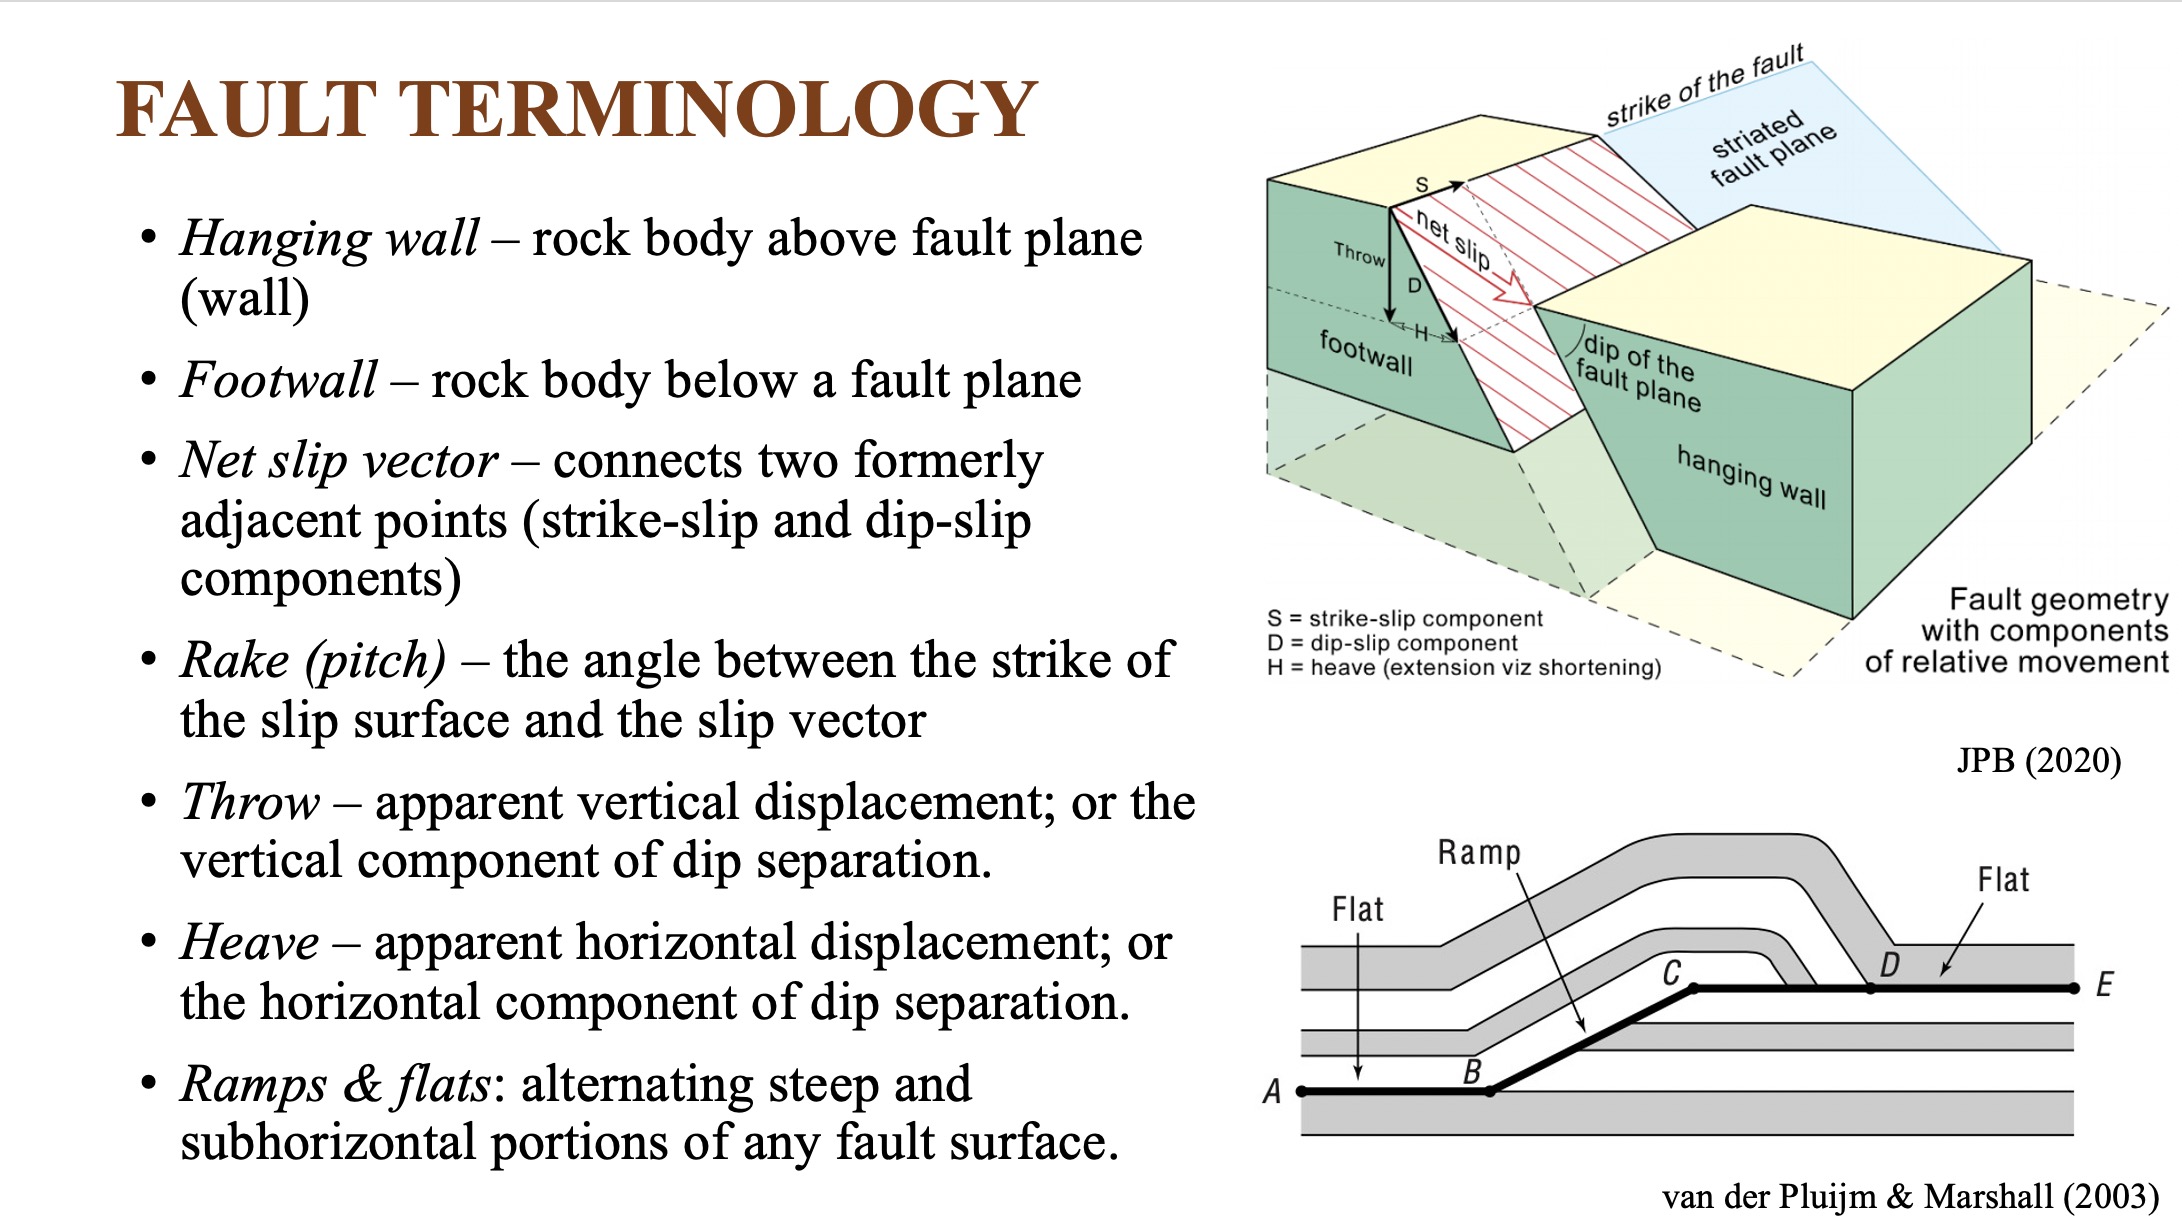 FAULT TERMINOLOGY
• Hanging wall – rock body above fault plane
(wall)
• Footwall – rock body below a fault plane
• Net slip vector – connects two formerly
adjacent points (strike-slip and dip-slip
components)
• Rake (pitch) – the angle between the strike of
the slip surface and the slip vector
• Throw – apparent vertical displacement; or the
vertical component of dip separation.
• Heave – apparent horizontal displacement; or
the horizontal component of dip separation.
• Ramps & flats: alternating steep and
subhorizontal portions of any fault surface.
strike of the fault
striated
fault plane
S
net slip
Throw
D
H
footwall
dip of the
fault plane
hanging wall
S = strike-slip component
D = dip-slip component
H = heave (extension viz shortening)
Fault geometry
with components
of relative movement
JPB (2020)
Ramp
Flat
Flat
C
D
E
B
A
van der Pluijm & Marshall (2003)